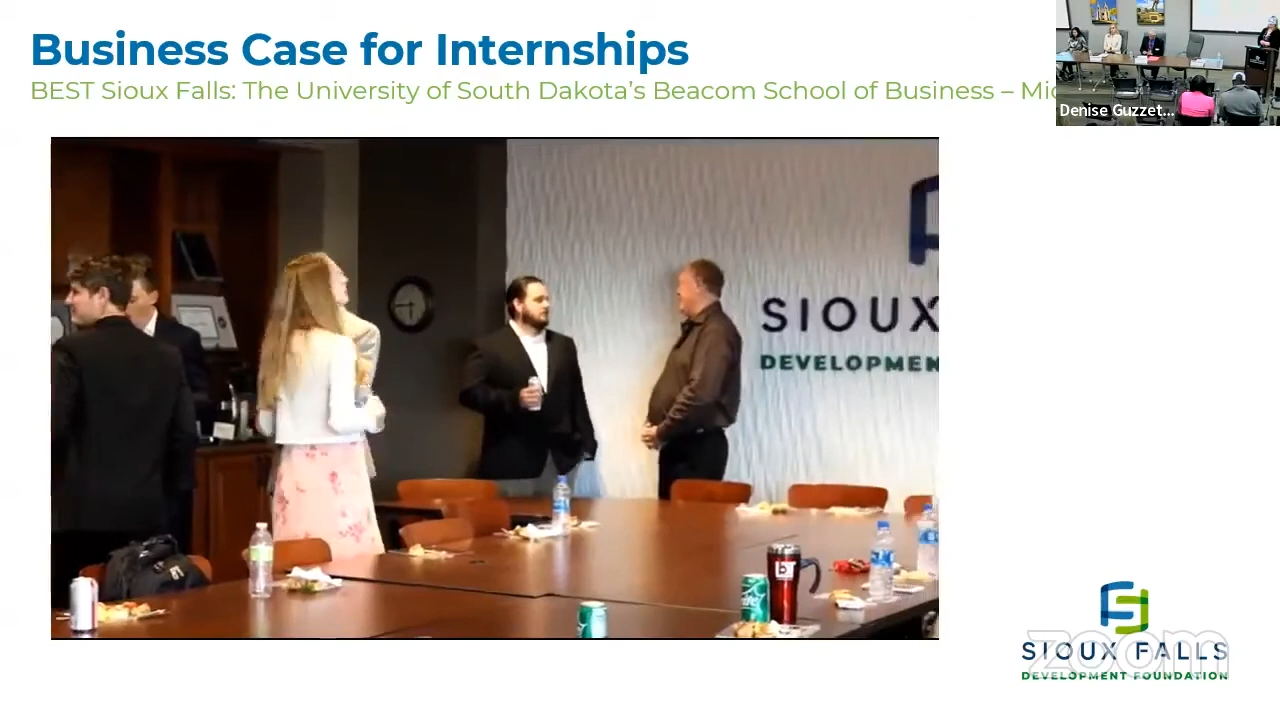 Business Case for Internships
BEST Sioux Falls: The University of South Dakota's Beacom School of Business –
Denise Guzzet...
SIOUX
DEVELOPMEN
bT
zoom
SIOUX FALLS
DEVELOPMENT FOUNDATION